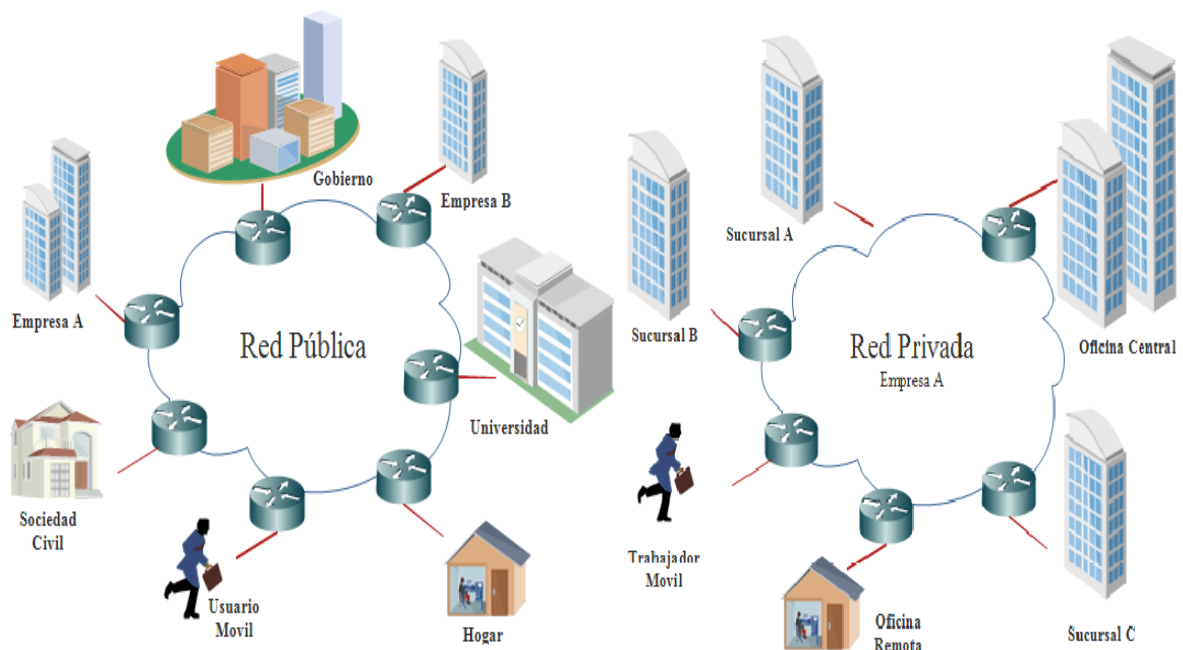 Gobierno
Empresa B
Empresa A
Red Pública
Universidad
Sociedad
Civil
Usuario
Movil
Hogar
Sucursal A
Sucursal B
Red Privada
Empresa A
Oficina Central
Trabajador
Movil
Oficina
Remota
Sucursal C